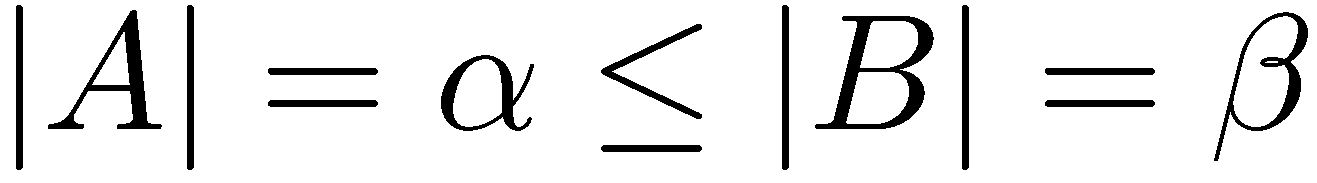 |A| = α ≤ |B| = β